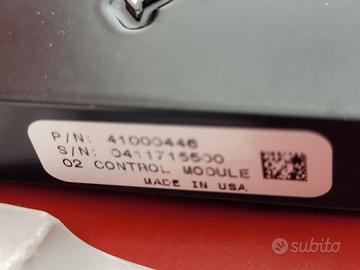 P/N: 41000446
S/N: 0411715500
O2 CONTROL MODULE
MADE IN USA
subito